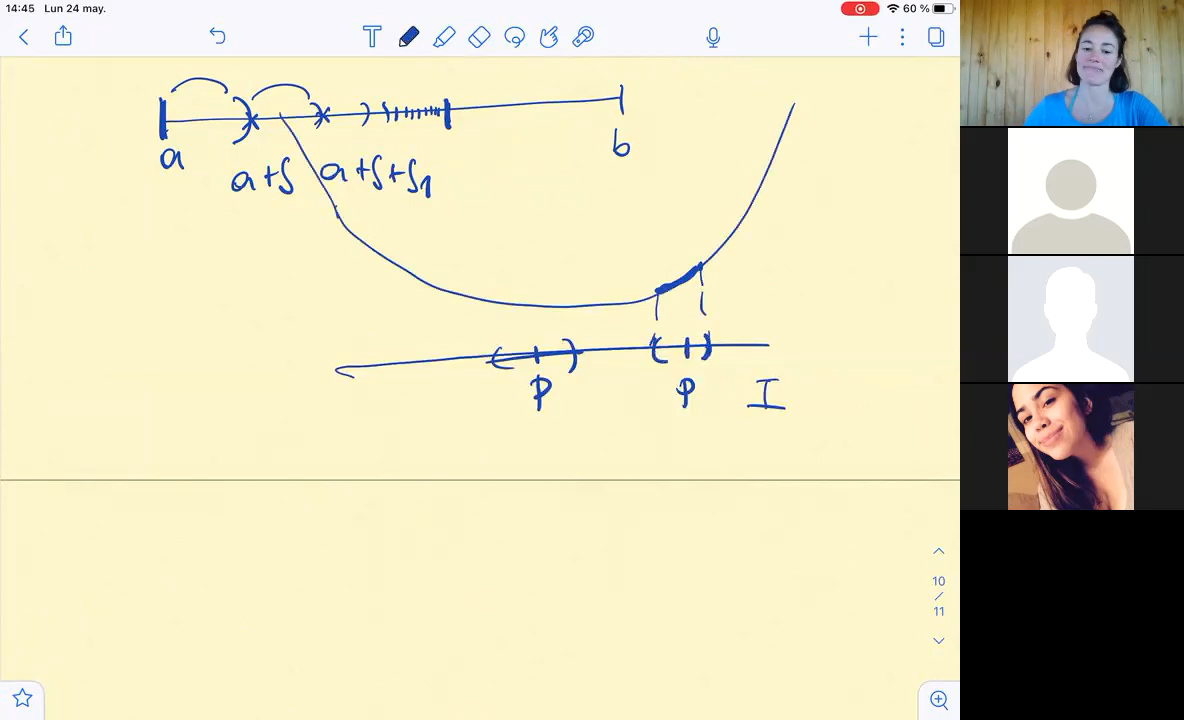 14:45 Lun 24 may. 60 %
a b
a+δ a+δ+δ1
p p I
10
/
11